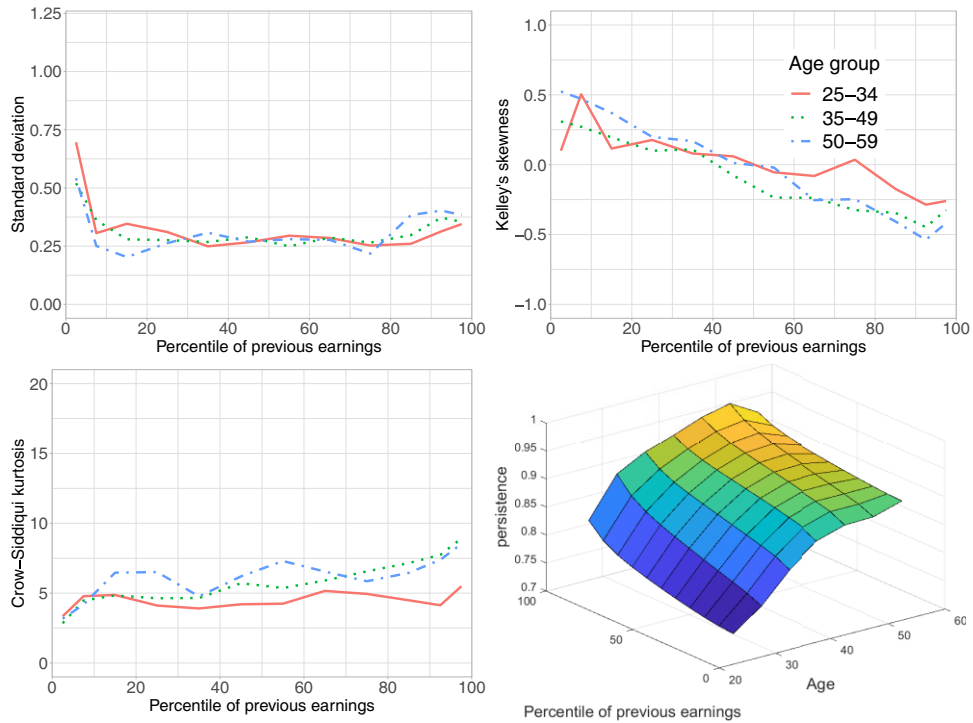 Standard deviation
1.25
1.00
0.75
0.50
0.25
0.00
0 20 40 60 80 100
Percentile of previous earnings
Kelley's skewness
1.0
0.5
0.0
−0.5
−1.0
Age group
25–34
35–49
50–59
0 20 40 60 80 100
Percentile of previous earnings
Crow–Siddiqui kurtosis
20
15
10
5
0
0 20 40 60 80 100
Percentile of previous earnings
persistence
1
0.95
0.9
0.85
0.8
0.75
0.7
100
50
0
20
30
40
50
60
Age
Percentile of previous earnings